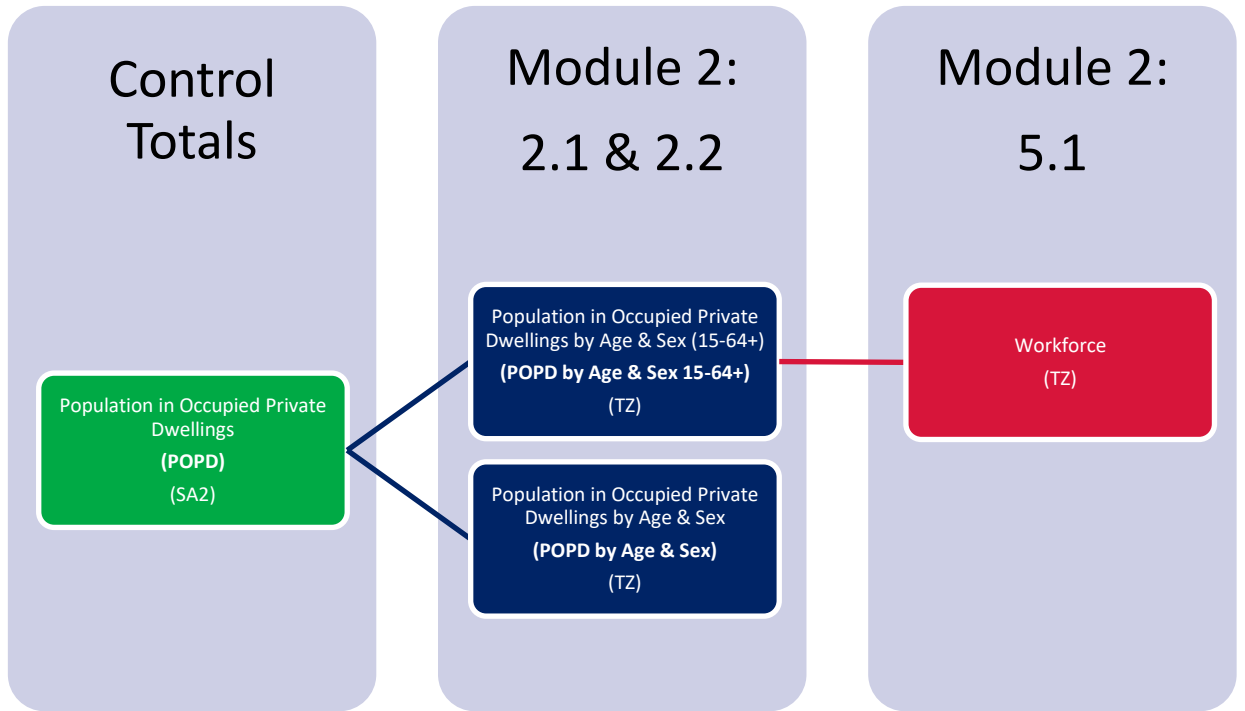 Control
Totals
Population in Occupied Private
Dwellings
(POPD)
(SA2)
Module 2:
2.1 & 2.2
Population in Occupied Private
Dwellings by Age & Sex (15-64+)
(POPD by Age & Sex 15-64+)
(TZ)
Population in Occupied Private
Dwellings by Age & Sex
(POPD by Age & Sex)
(TZ)
Module 2:
5.1
Workforce
(TZ)